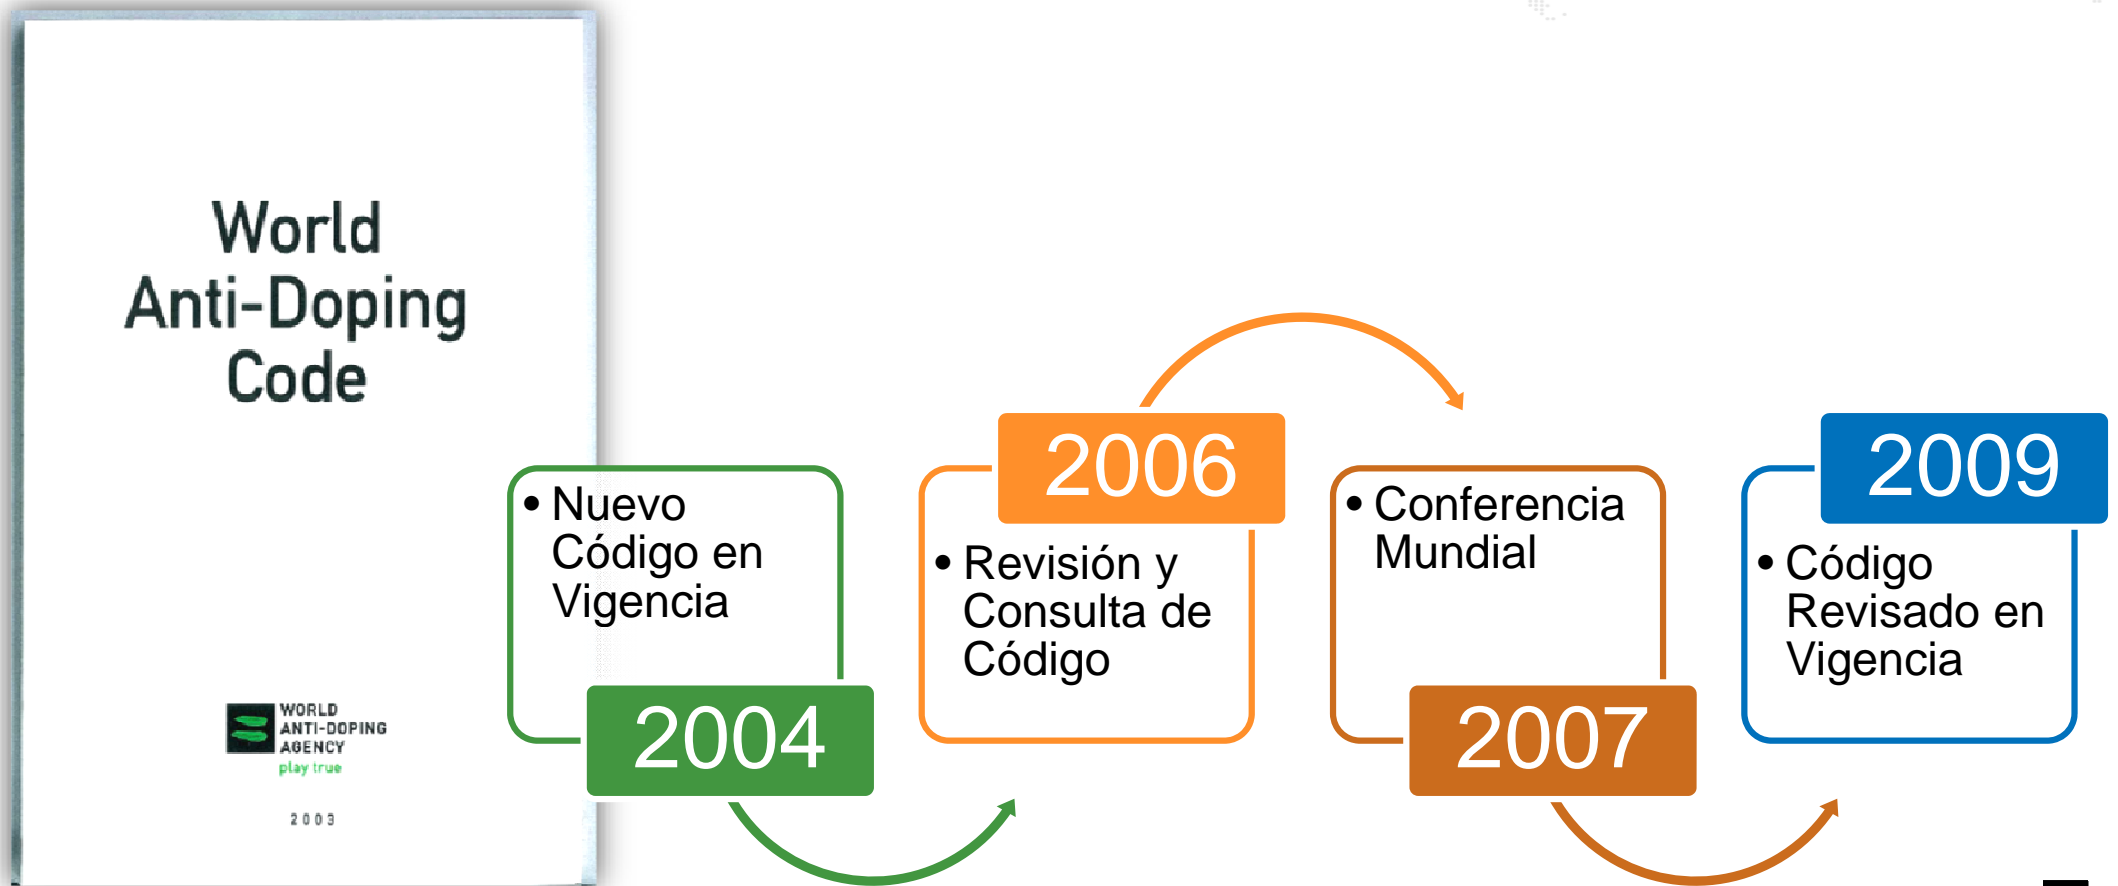 World
Anti-Doping
Code
WORLD
ANTI-DOPING
AGENCY
play true
2003
• Nuevo
Código en
Vigencia
2004
2006
• Revisión y
Consulta de
Código
• Conferencia
Mundial
2007
2009
• Código
Revisado en
Vigencia